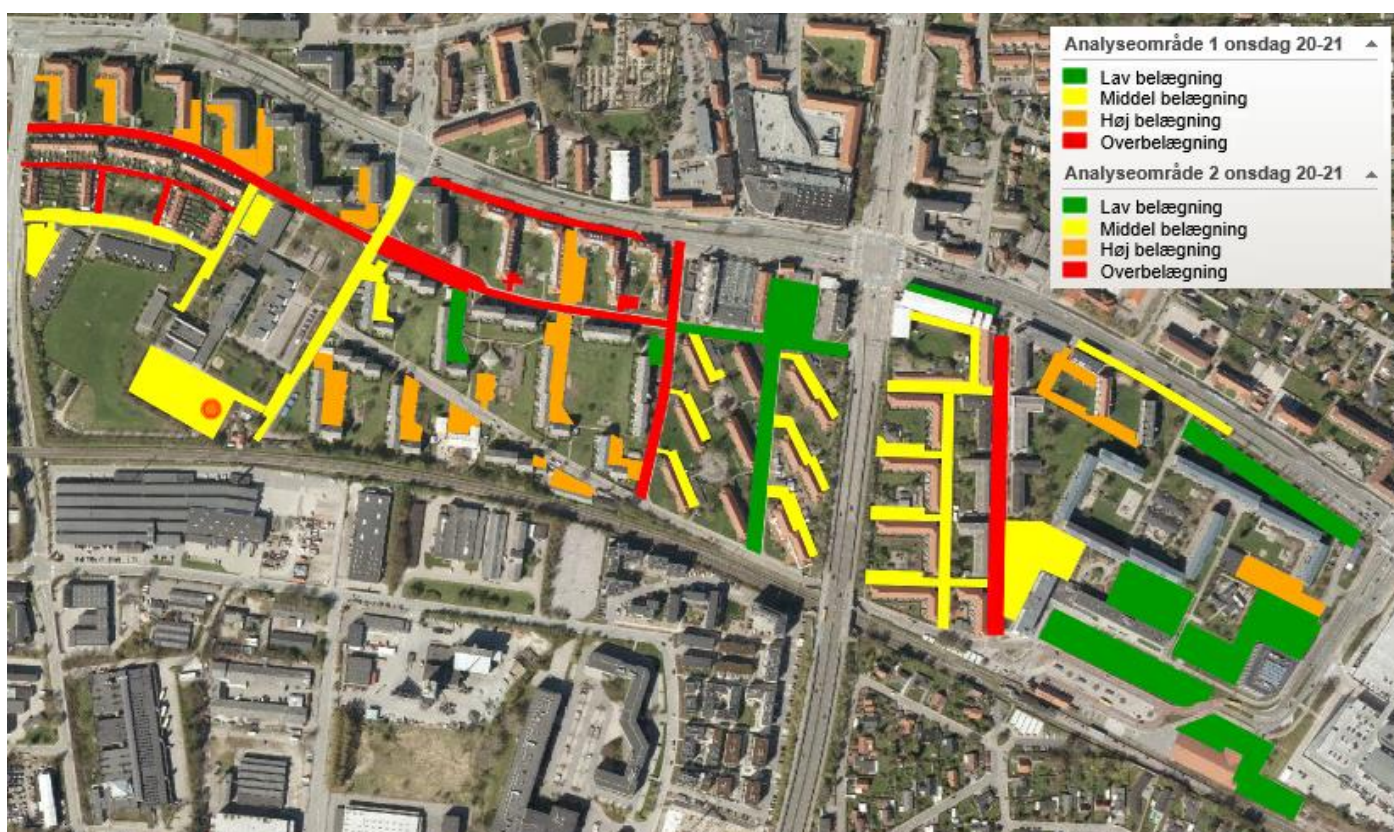 Analyseområde 1 onsdag 20-21
Lav belægning
Middel belægning
Høj belægning
Overbelægning
Analyseområde 2 onsdag 20-21
Lav belægning
Middel belægning
Høj belægning
Overbelægning